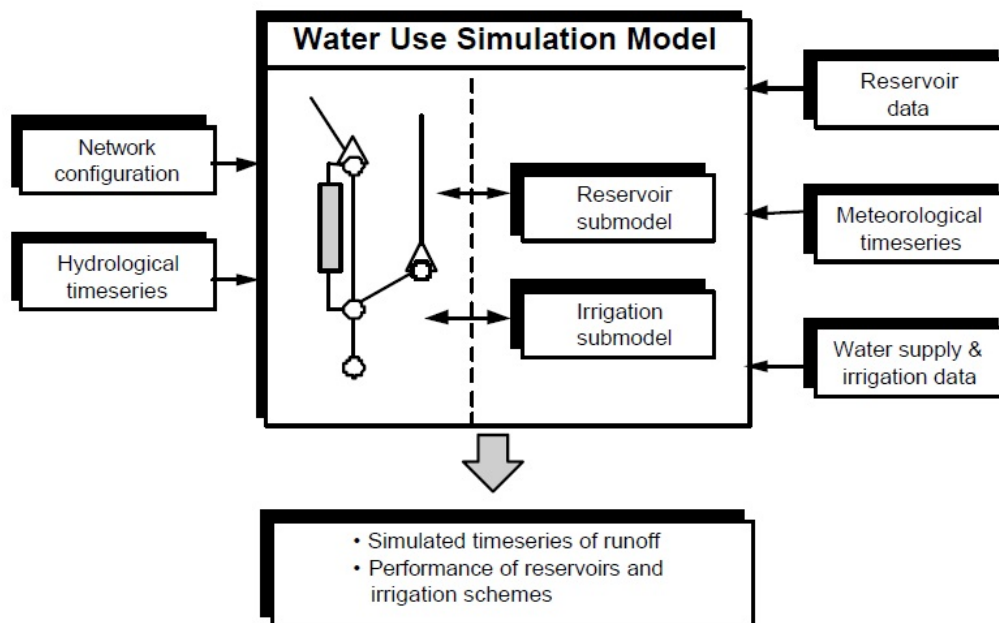 Water Use Simulation Model
Network
configuration
Hydrological
timeseries
Reservoir
submodel
Irrigation
submodel
Reservoir
data
Meteorological
timeseries
Water supply &
irrigation data
• Simulated timeseries of runoff
• Performance of reservoirs and
irrigation schemes